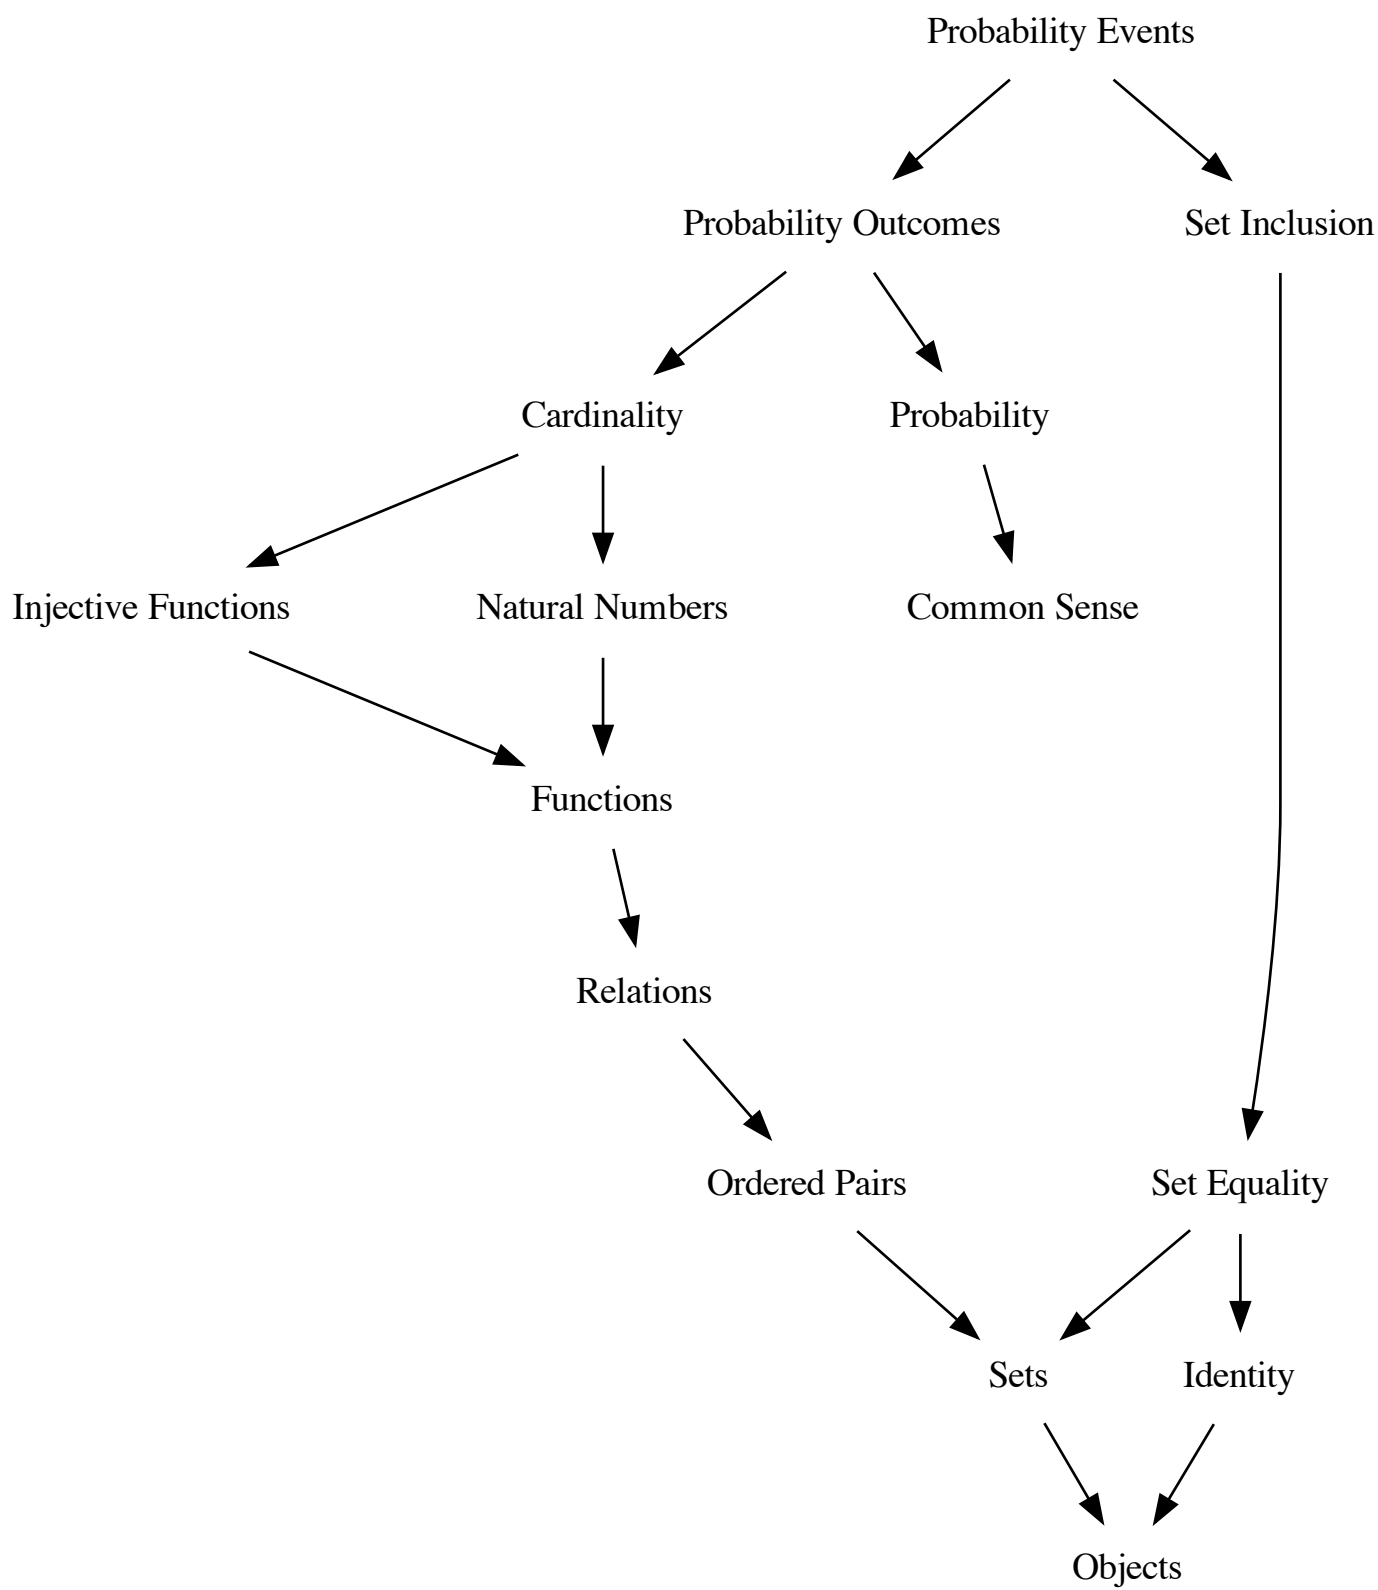 Probability Events
Probability Outcomes
Set Inclusion
Cardinality
Probability
Injective Functions
Natural Numbers
Common Sense
Functions
Relations
Ordered Pairs
Set Equality
Sets
Identity
Objects